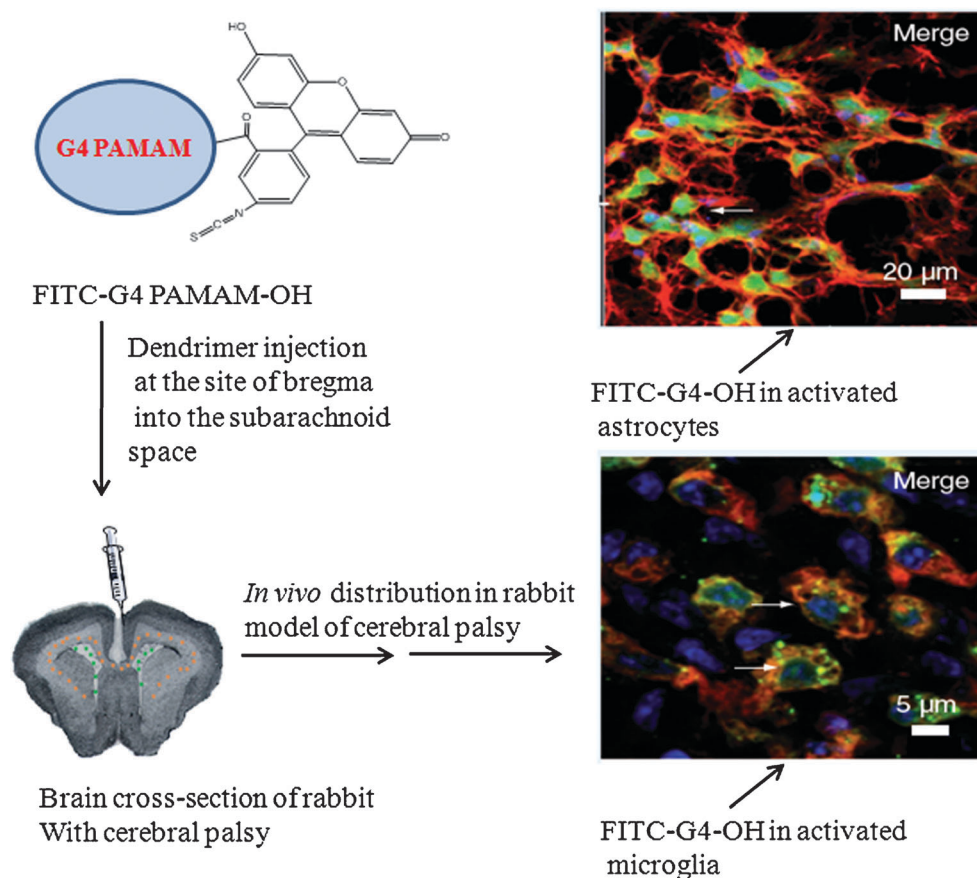 HO
O
O
O
G4 PAMAM
N
C
S
FITC-G4 PAMAM-OH
Dendrimer injection
at the site of bregma
into the subarachnoid
space
In vivo distribution in rabbit
model of cerebral palsy
Brain cross-section of rabbit
With cerebral palsy
Merge
20 µm
FITC-G4-OH in activated
astrocytes
Merge
5 µm
FITC-G4-OH in activated
microglia